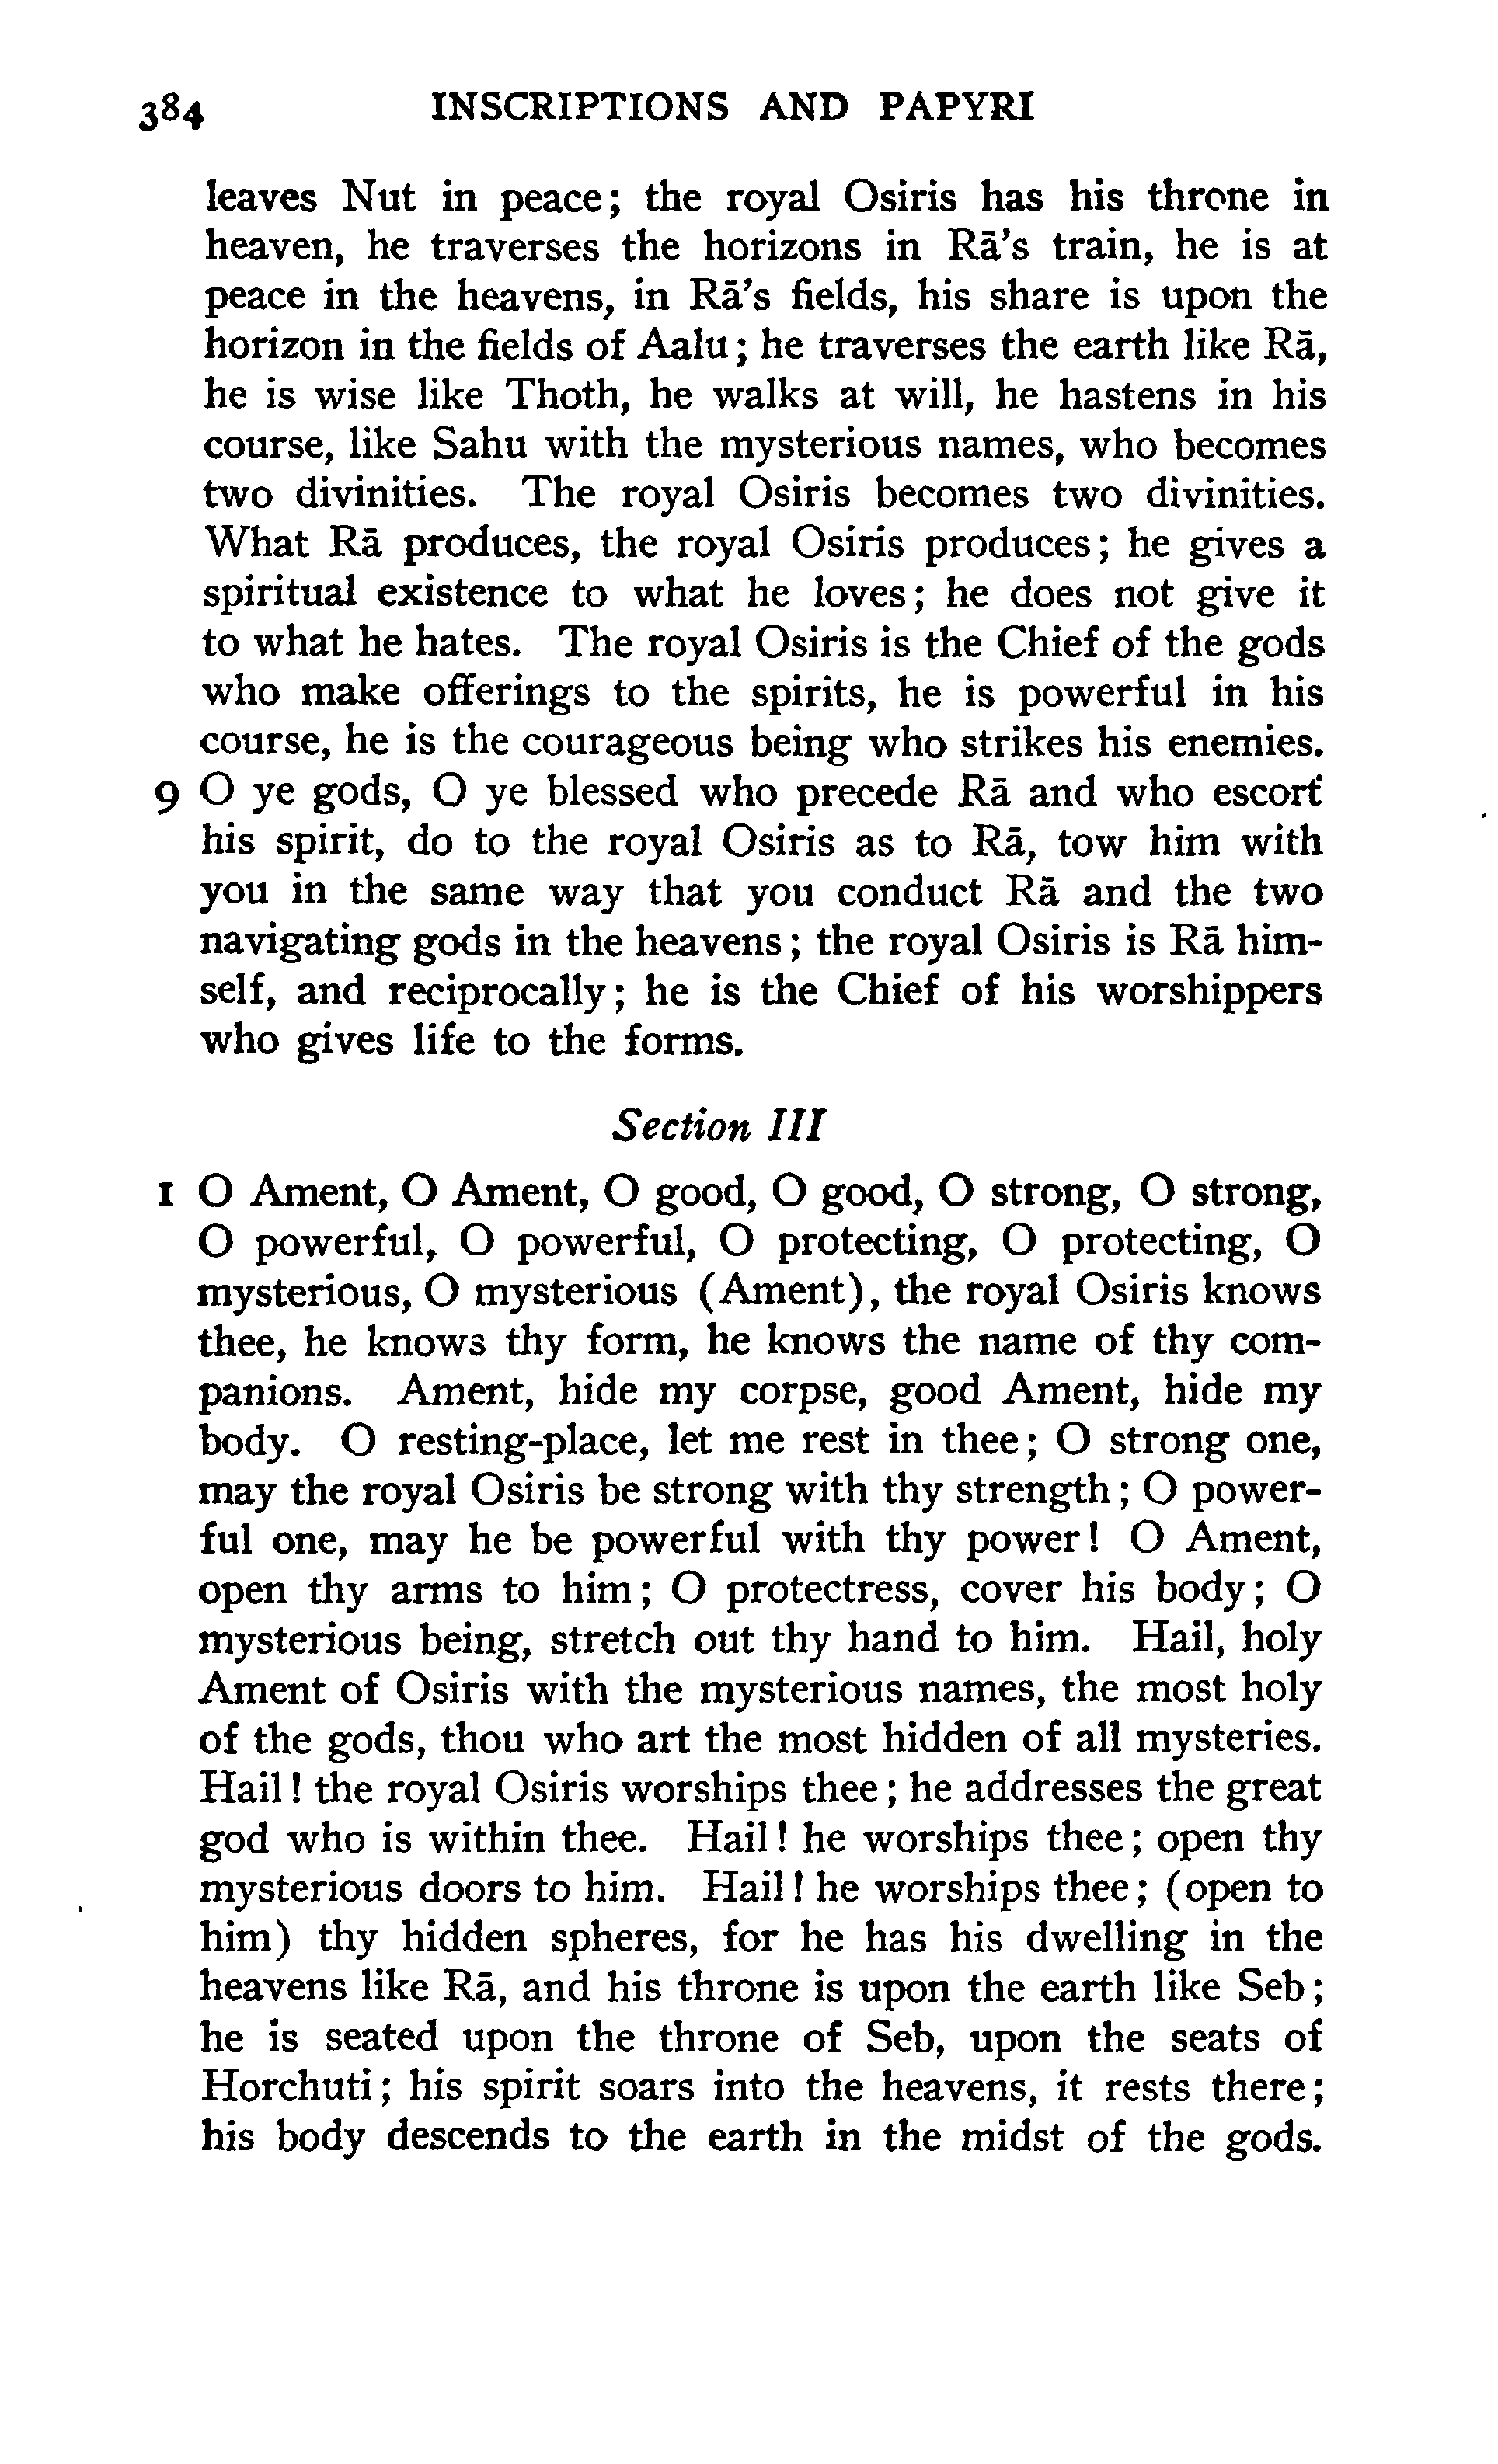 384 INSCRIPTIONS AND PAPYRI
leaves Nut in peace; the royal Osiris has his throne in
heaven, he traverses the horizons in Rā's train, he is at
peace in the heavens, in Rā's fields, his share is upon the
horizon in the fields of Aalu; he traverses the earth like Rā,
he is wise like Thoth, he walks at will, he hastens in his
course, like Sahu with the mysterious names, who becomes
two divinities. The royal Osiris becomes two divinities.
What Rā produces, the royal Osiris produces; he gives a
spiritual existence to what he loves; he does not give it
to what he hates. The royal Osiris is the Chief of the gods
who make offerings to the spirits, he is powerful in his
course, he is the courageous being who strikes his enemies.
9 O ye gods, O ye blessed who precede Rā and who escort
his spirit, do to the royal Osiris as to Rā, tow him with
you in the same way that you conduct Rā and the two
navigating gods in the heavens; the royal Osiris is Rā him-
self, and reciprocally; he is the Chief of his worshippers
who gives life to the forms.
Section III
1 O Ament, O Ament, O good, O good, O strong, O strong,
O powerful, O powerful, O protecting, O protecting, O
mysterious, O mysterious (Ament), the royal Osiris knows
thee, he knows thy form, he knows the name of thy com-
panions. Ament, hide my corpse, good Ament, hide my
body. O resting-place, let me rest in thee; O strong one,
may the royal Osiris be strong with thy strength; O power-
ful one, may he be powerful with thy power! O Ament,
open thy arms to him; O protectress, cover his body; O
mysterious being, stretch out thy hand to him. Hail, holy
Ament of Osiris with the mysterious names, the most holy
of the gods, thou who art the most hidden of all mysteries.
Hail! the royal Osiris worships thee; he addresses the great
god who is within thee. Hail! he worships thee; open thy
mysterious doors to him. Hail! he worships thee; (open to
him) thy hidden spheres, for he has his dwelling in the
heavens like Rā, and his throne is upon the earth like Seb;
he is seated upon the throne of Seb, upon the seats of
Horchuti; his spirit soars into the heavens, it rests there;
his body descends to the earth in the midst of the gods.